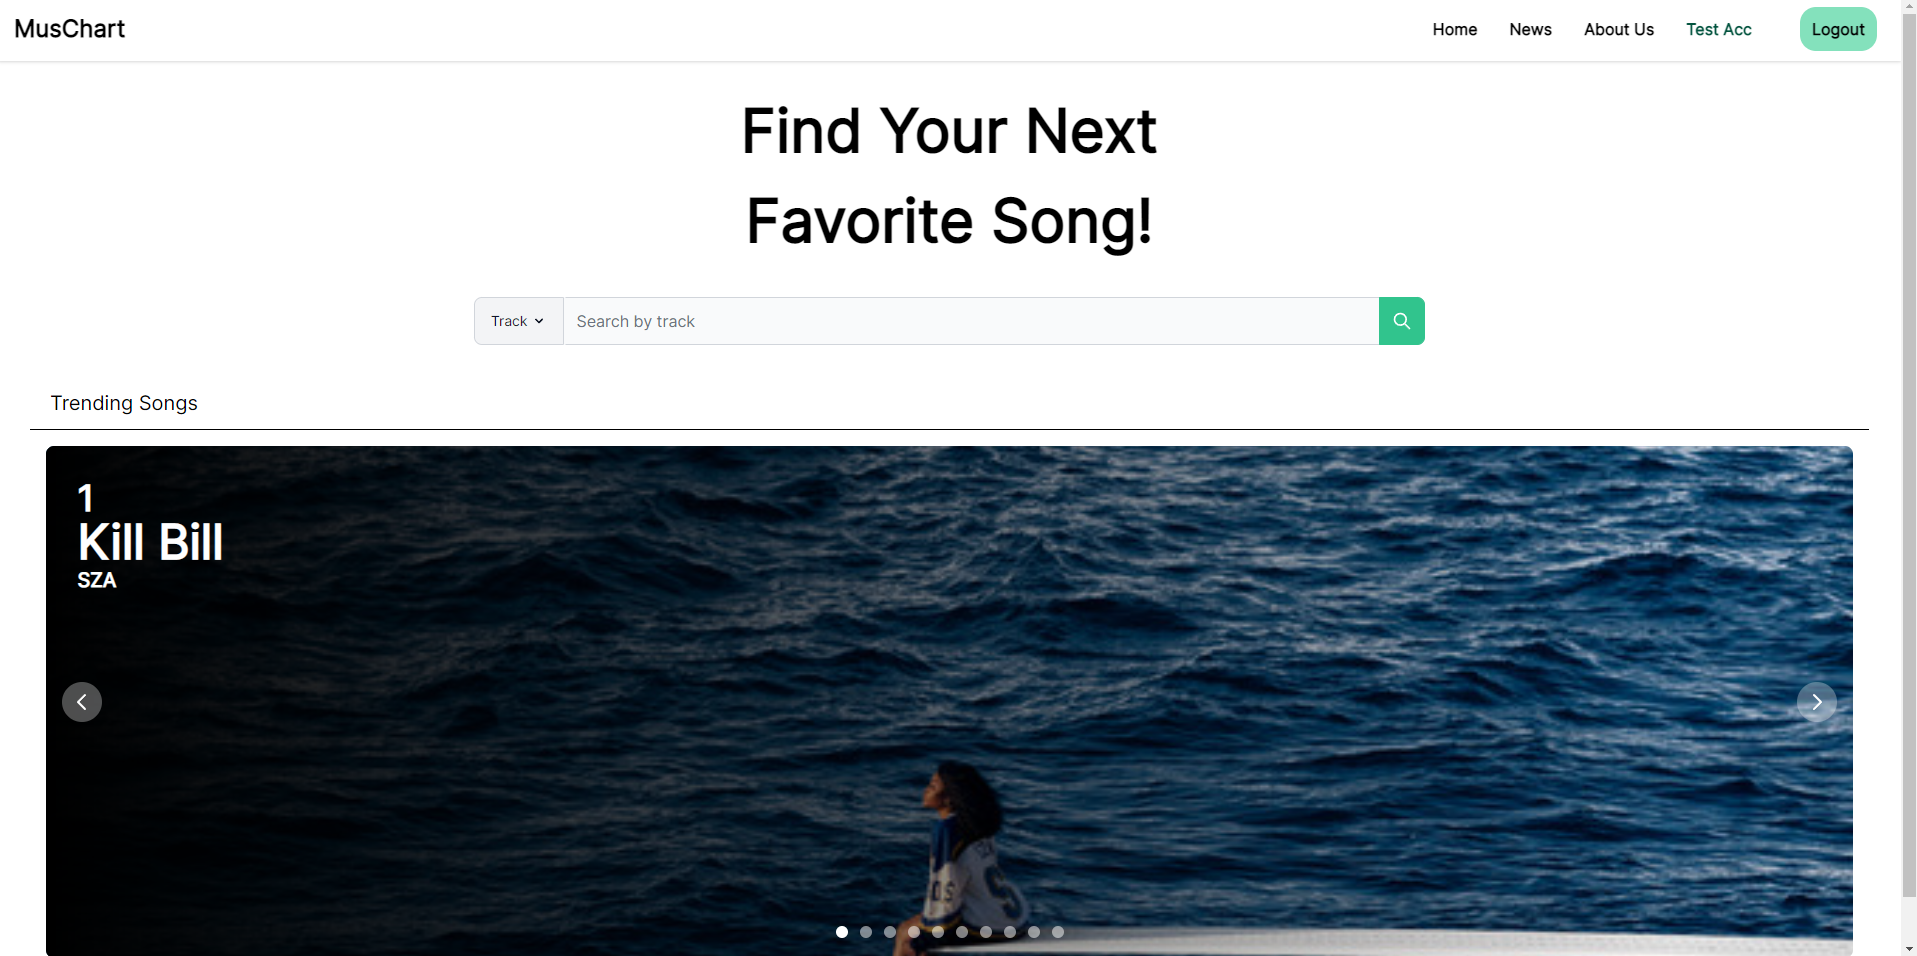 MusChart
Home News About Us Test Acc Logout
Find Your Next
Favorite Song!
Track Search by track
Trending Songs
1
Kill Bill
SZA